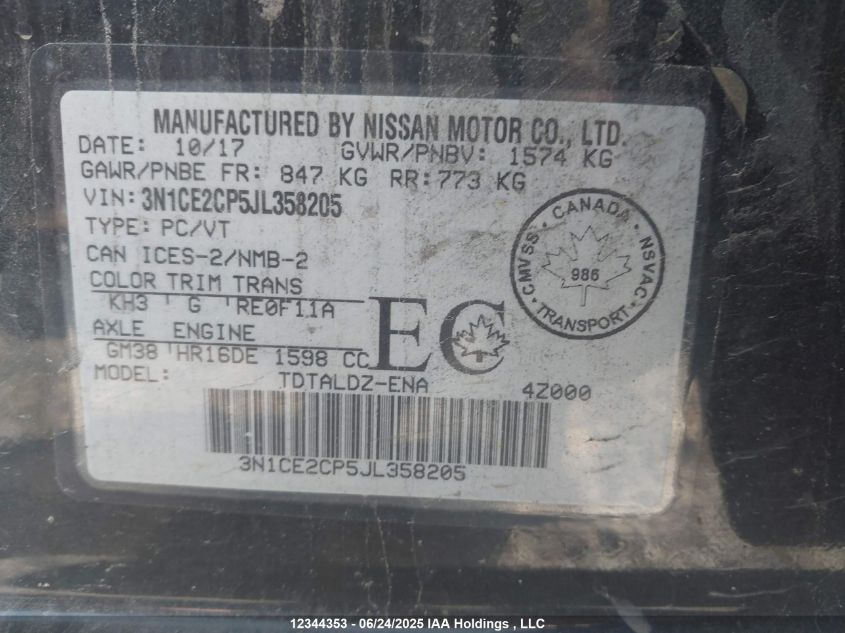 MANUFACTURED BY NISSAN MOTOR CO., LTD.
DATE: 10/17 GVWR/PNBV: 1574 KG
GAWR/PNBE FR: 847 KG RR: 773 KG
VIN: 3N1CE2CP5JL358205
TYPE: PC/VT
CAN ICES-2/NMB-2
COLOR TRIM TRANS
KH3 G RE0F11A
AXLE ENGINE
GM38 HR16DE 1598 CC
EC
MODEL: TDTALDZ-ENA 4Z000
3N1CE2CP5JL358205
CANADA
CMVSS NSVAC
986
TRANSPORT
12344353 - 06/24/2025 IAA Holdings , LLC